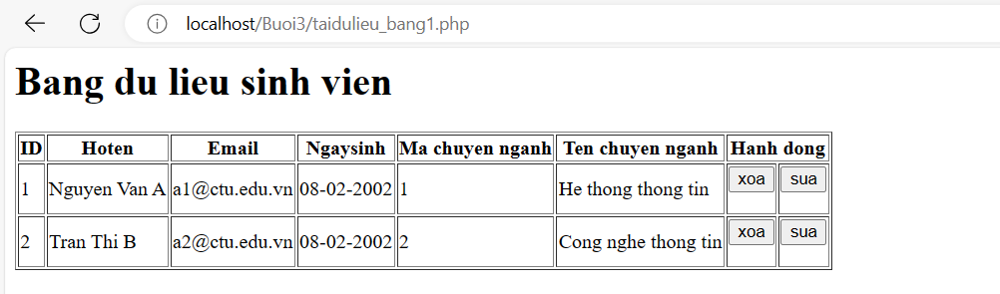 localhost/Buoi3/taidulieu_bang1.php
Bang du lieu sinh vien
ID Hoten Email Ngaysinh Ma chuyen nganh Ten chuyen nganh Hanh dong
1 Nguyen Van A a1@ctu.edu.vn 08-02-2002 1 He thong thong tin xoa sua
2 Tran Thi B a2@ctu.edu.vn 08-02-2002 2 Cong nghe thong tin xoa sua